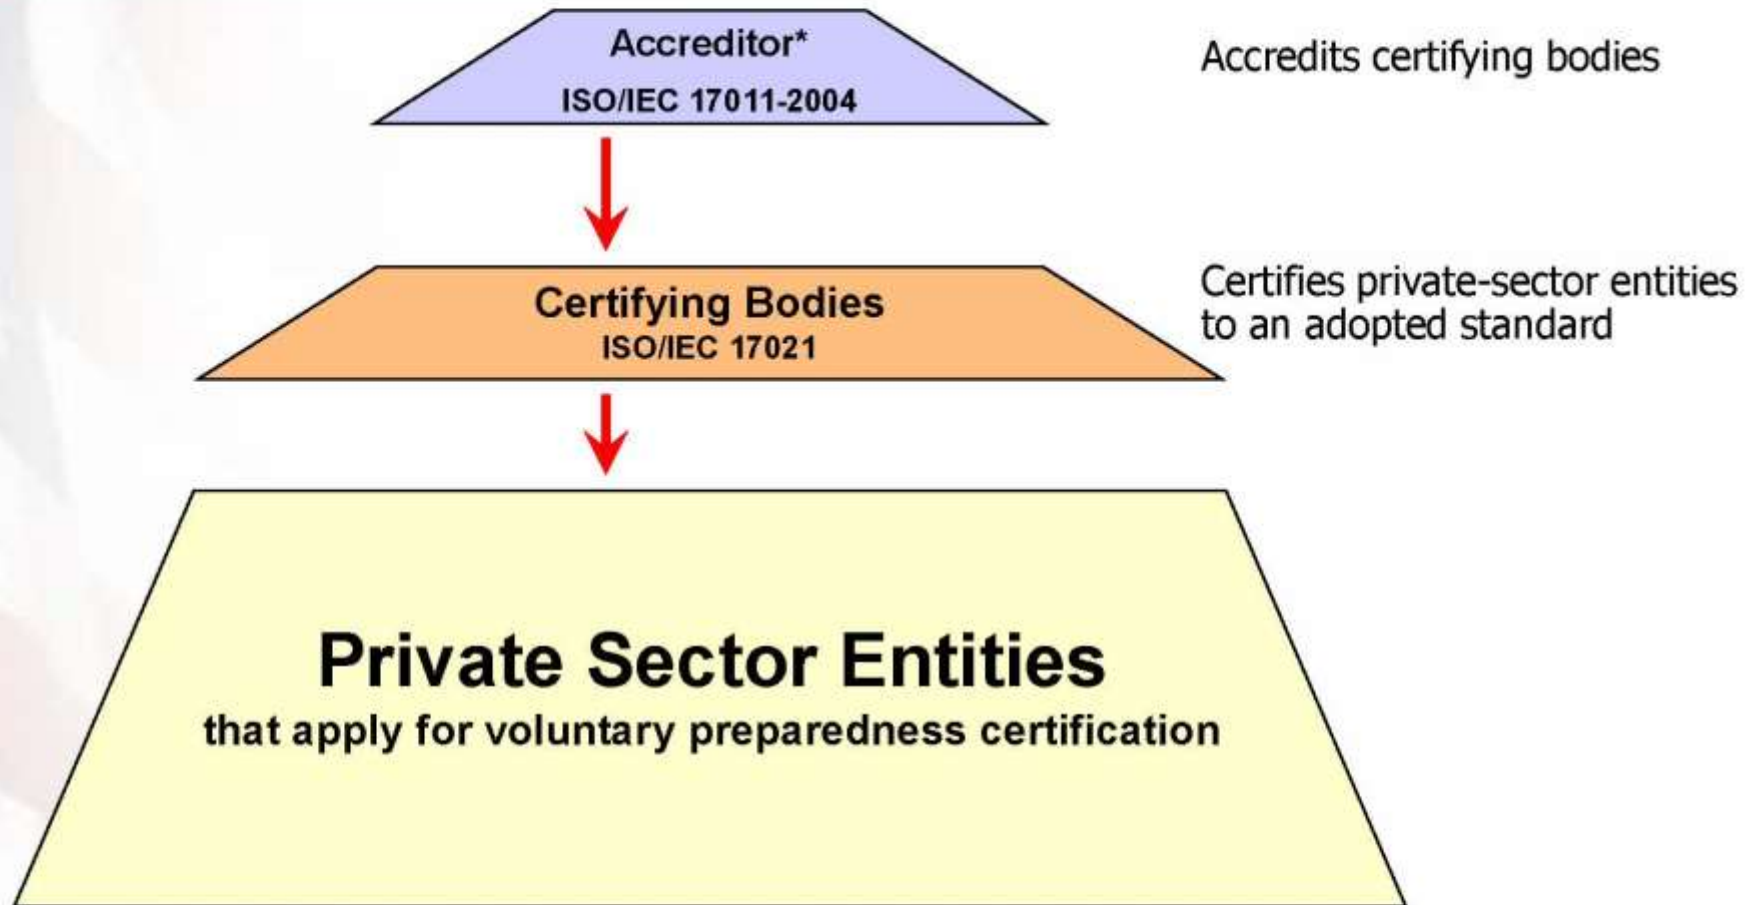 Accreditor*
ISO/IEC 17011-2004
Accredits certifying bodies
Certifying Bodies
ISO/IEC 17021
Certifies private-sector entities
to an adopted standard
Private Sector Entities
that apply for voluntary preparedness certification